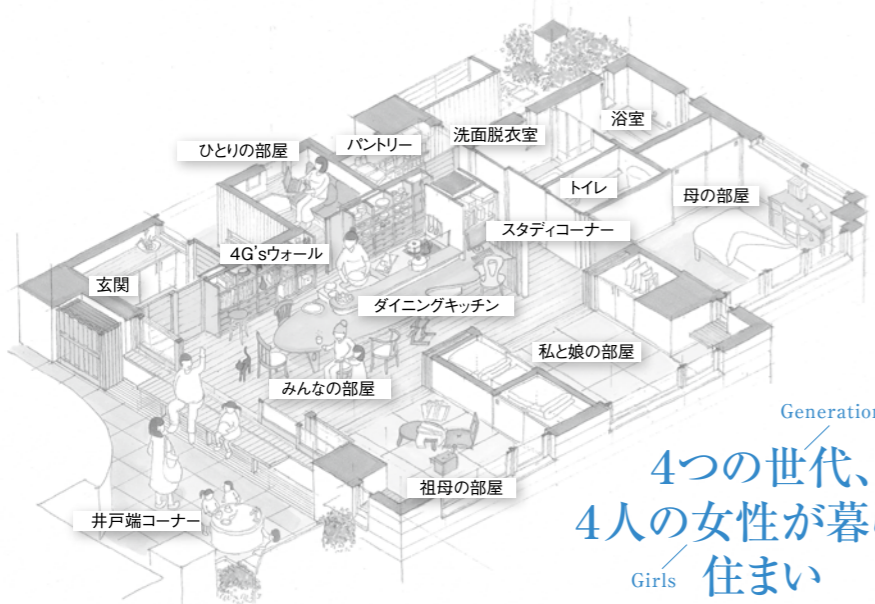 ひとりの部屋
パントリー
洗面脱衣室
浴室
トイレ
母の部屋
スタディコーナー
4G'sウォール
玄関
ダイニングキッチン
私と娘の部屋
みんなの部屋
祖母の部屋
井戸端コーナー
Generation
4つの世代、
4人の女性が暮
Girls
住まい